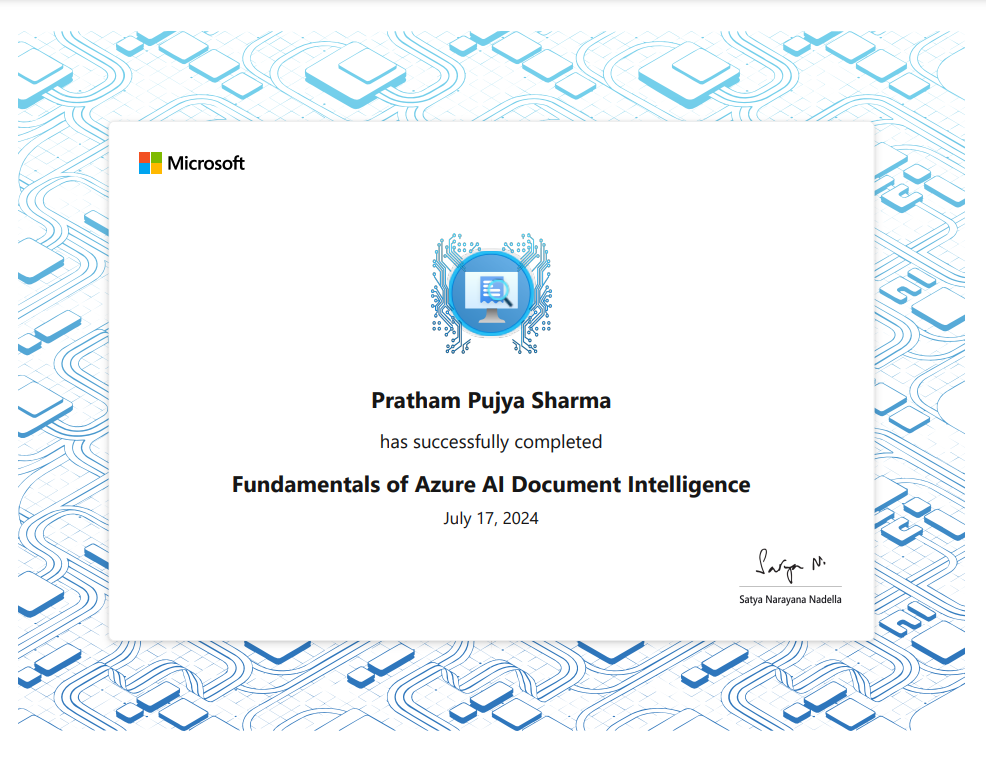 Microsoft
Pratham Pujya Sharma
has successfully completed
Fundamentals of Azure AI Document Intelligence
July 17, 2024
Satya N.
Satya Narayana Nadella